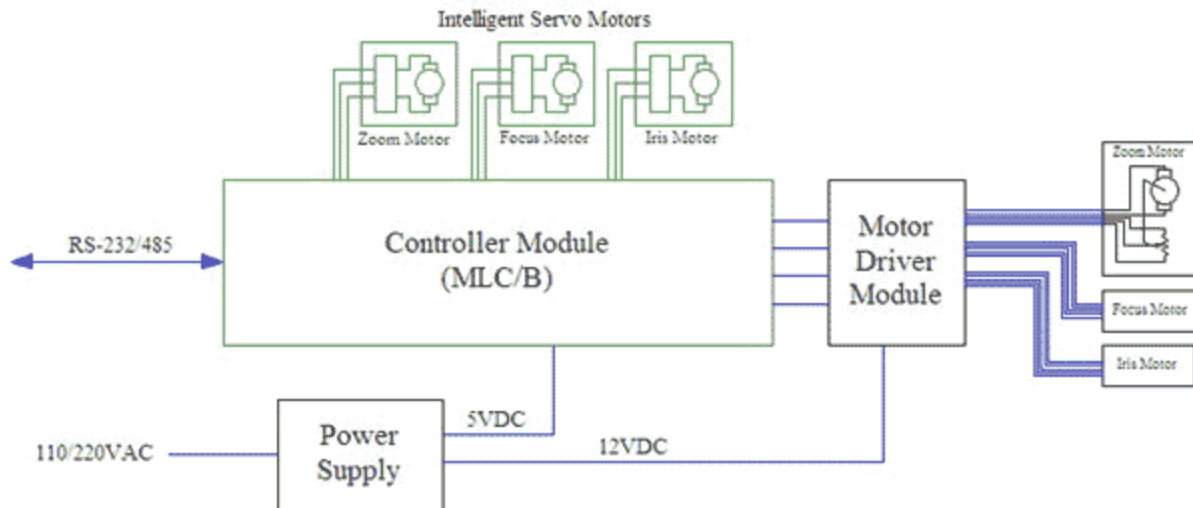 Intelligent Servo Motors
Zoom Motor
Focus Motor
Iris Motor
Zoom Motor
RS-232/485
Controller Module
(MLC/B)
Motor
Driver
Module
Focus Motor
Iris Motor
5VDC
12VDC
110/220VAC
Power
Supply